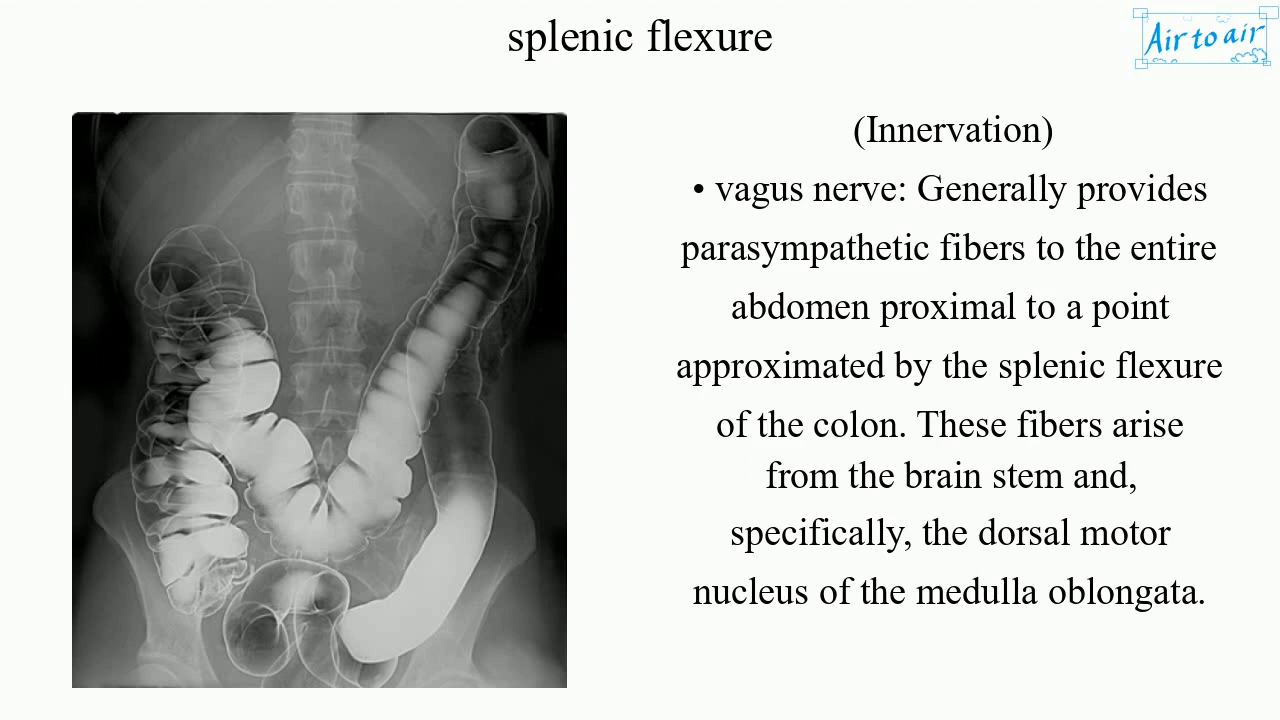 splenic flexure
Air to air
(Innervation)
• vagus nerve: Generally provides
parasympathetic fibers to the entire
abdomen proximal to a point
approximated by the splenic flexure
of the colon. These fibers arise
from the brain stem and,
specifically, the dorsal motor
nucleus of the medulla oblongata.